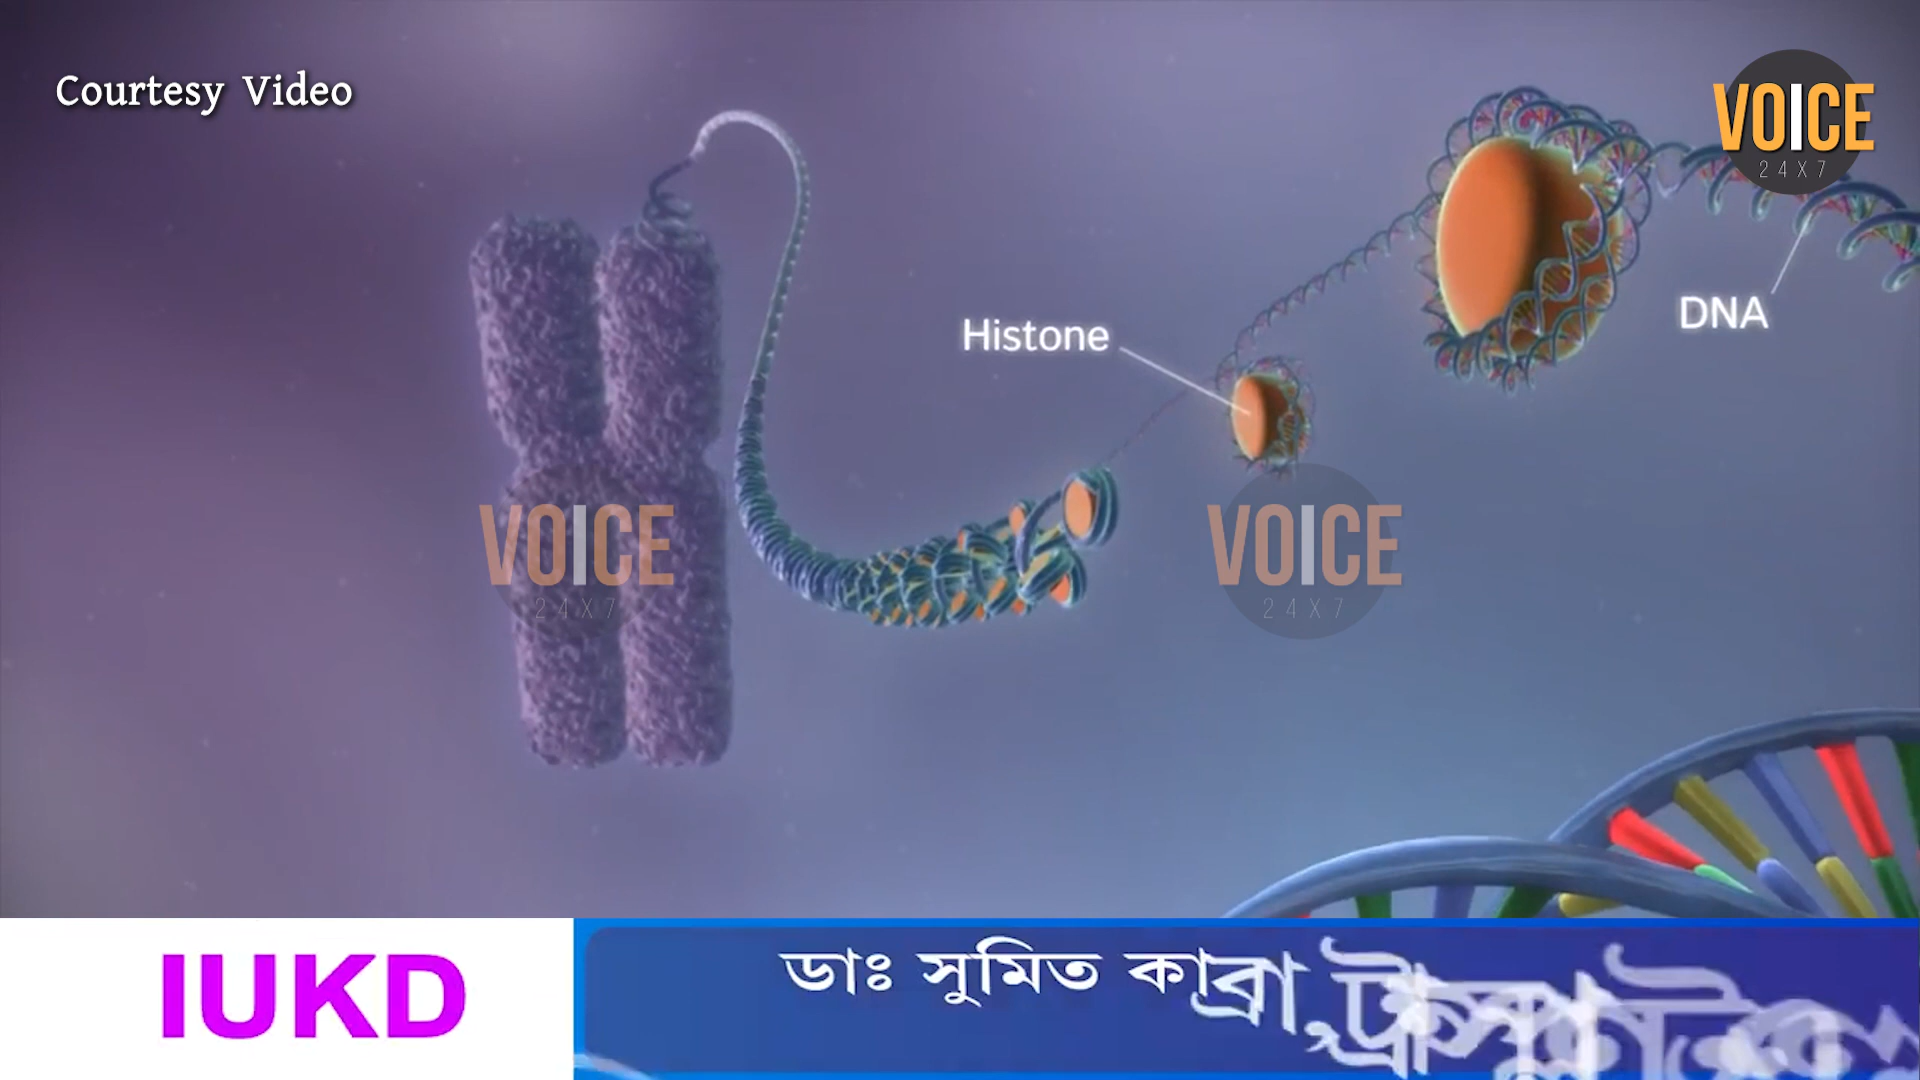 Courtesy Video
VOICE
24X7
Histone
DNA
VOICE
24X7
VOICE
24X7
IUKD
ডাঃ সুমিত কাব্রা,